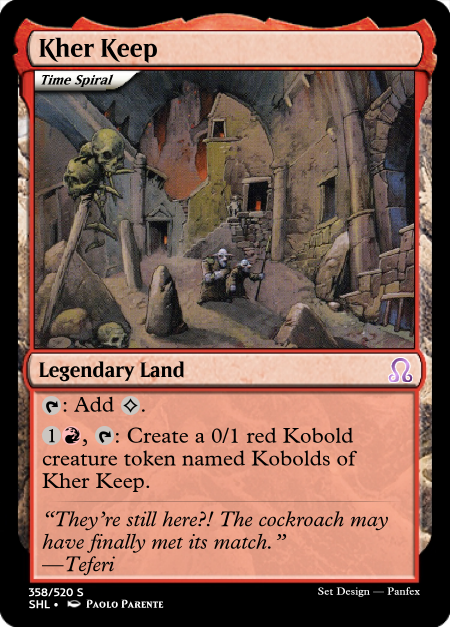 Kher Keep
Time Spiral
Legendary Land
: Add .
1 , : Create a 0/1 red Kobold
creature token named Kobolds of
Kher Keep.
“They’re still here?! The cockroach may
have finally met its match.”
—Teferi
358/520 S
Set Design — Panfex
SHL • Paolo Parente